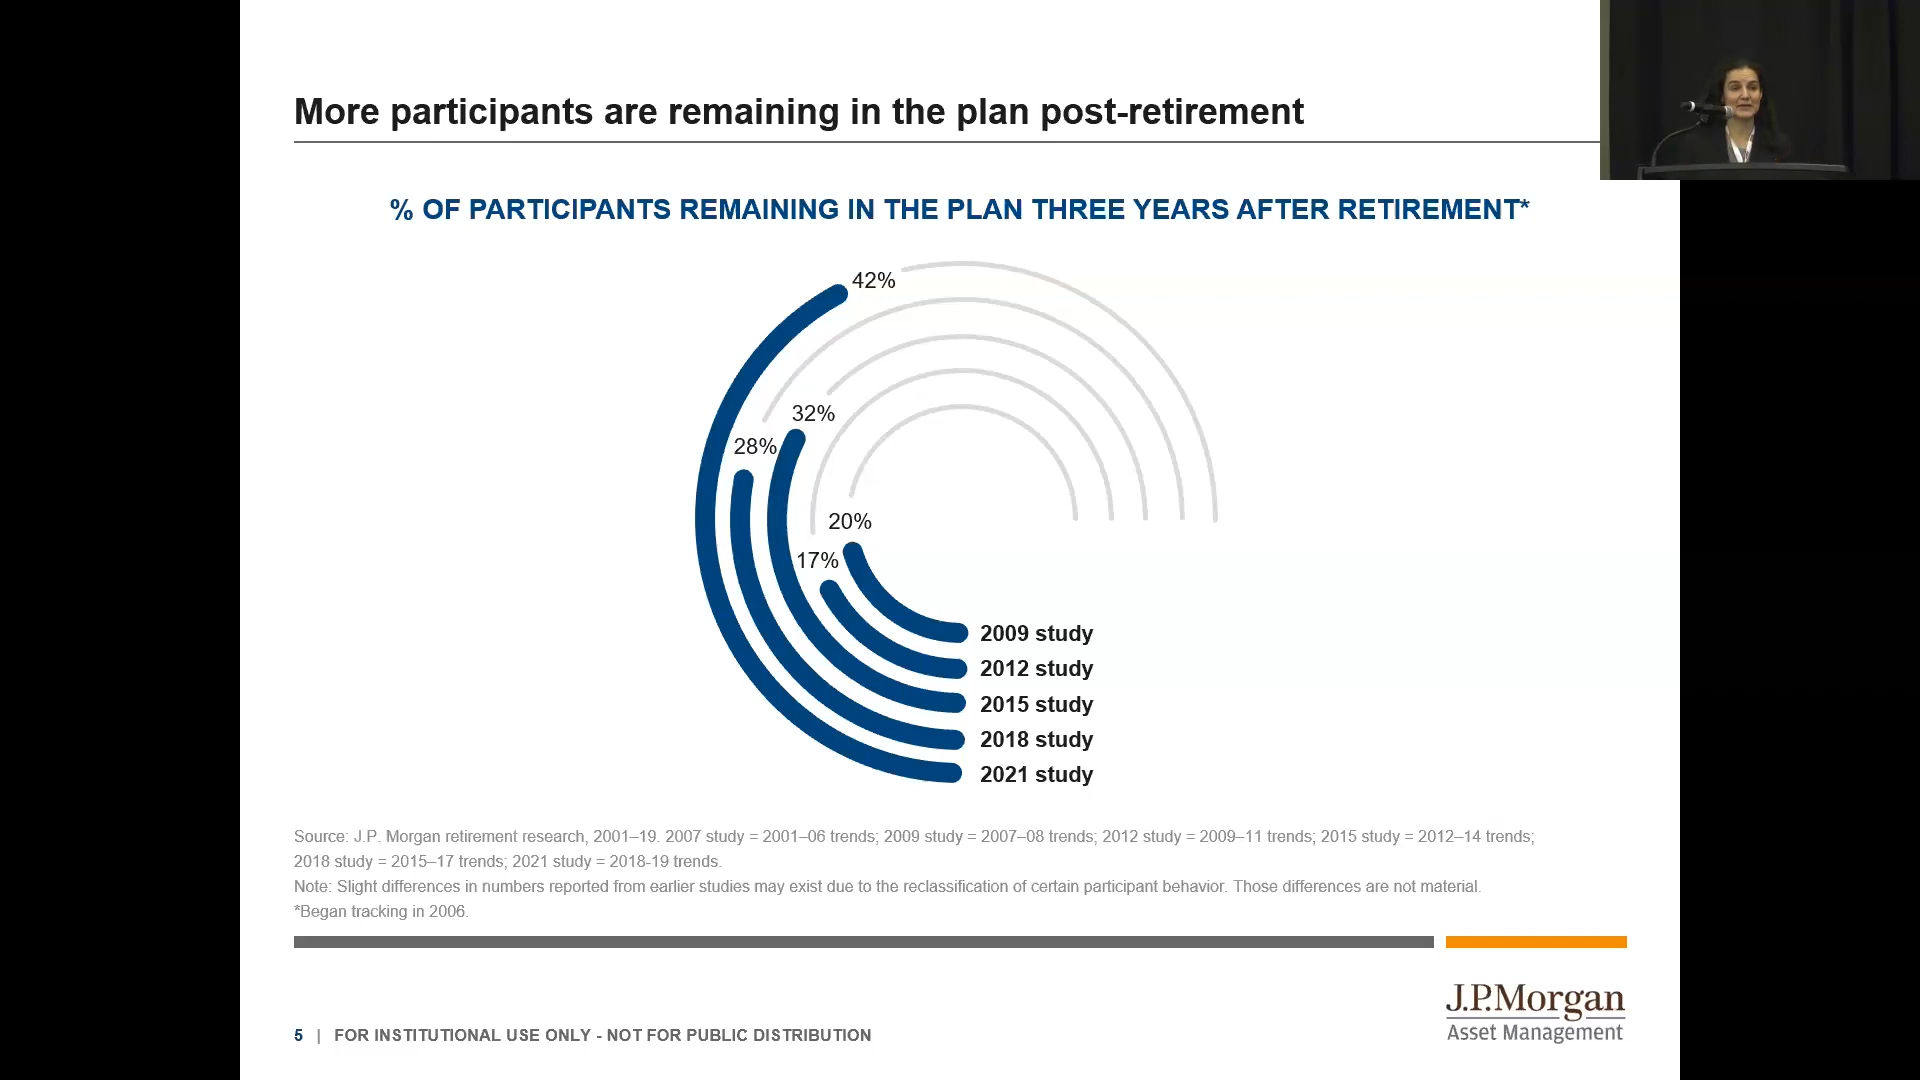 More participants are remaining in the plan post-retirement
% OF PARTICIPANTS REMAINING IN THE PLAN THREE YEARS AFTER RETIREMENT*
42%
32%
28%
20%
17%
2009 study
2012 study
2015 study
2018 study
2021 study
Source: J.P. Morgan retirement research, 2001–19. 2007 study = 2001–06 trends; 2009 study = 2007–08 trends; 2012 study = 2009–11 trends; 2015 study = 2012–14 trends;
2018 study = 2015–17 trends; 2021 study = 2018-19 trends.
Note: Slight differences in numbers reported from earlier studies may exist due to the reclassification of certain participant behavior. Those differences are not material.
*Began tracking in 2006.
J.P.Morgan
Asset Management
5 | FOR INSTITUTIONAL USE ONLY - NOT FOR PUBLIC DISTRIBUTION